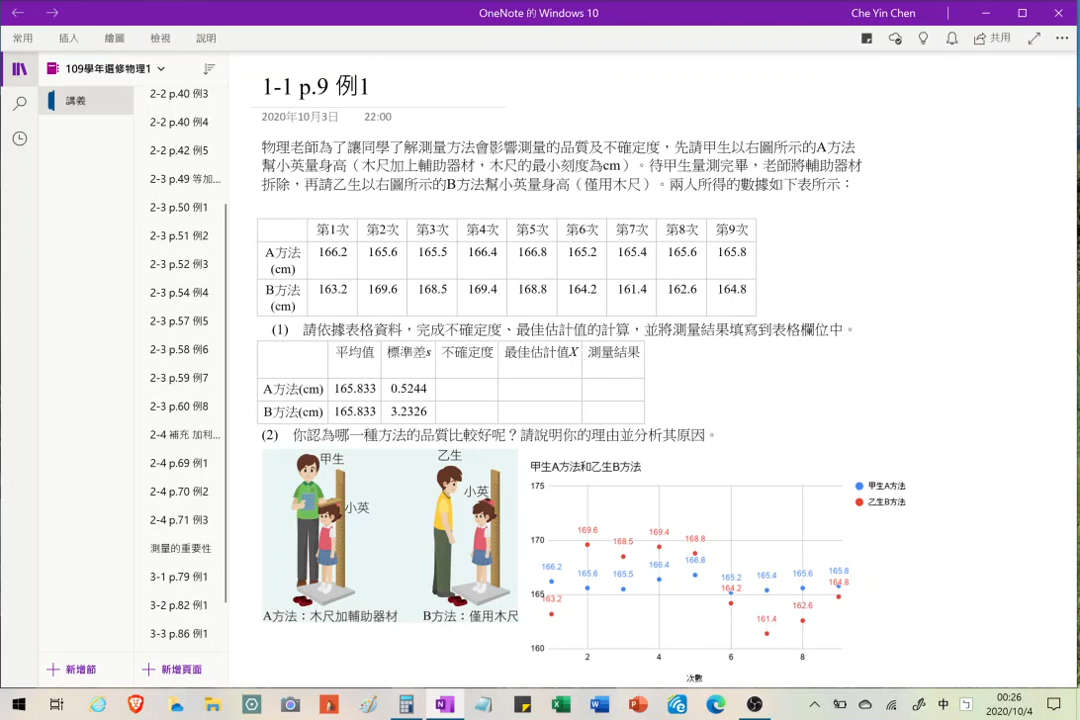 OneNote 的 Windows 10
Che Yin Chen
常用 插入 繪圖 檢視 說明
共用
109學年選修物理1
講義
2-2 p.40 例3
2-2 p.40 例4
2-2 p.42 例5
2-3 p.49 等加...
2-3 p.50 例1
2-3 p.51 例2
2-3 p.52 例3
2-3 p.54 例4
2-3 p.57 例5
2-3 p.58 例6
2-3 p.59 例7
2-3 p.60 例8
2-4 補充 加利...
2-4 p.69 例1
2-4 p.70 例2
2-4 p.71 例3
測量的重要性
3-1 p.79 例1
3-2 p.82 例1
3-3 p.86 例1
新增節
新增頁面
1-1 p.9 例1
2020年10月3日 22:00
物理老師為了讓同學了解測量方法會影響測量的品質及不確定度，先請甲生以右圖所示的A方法
幫小英量身高（木尺加上輔助器材，木尺的最小刻度為cm）。待甲生量測完畢，老師將輔助器材
拆除，再請乙生以右圖所示的B方法幫小英量身高（僅用木尺）。兩人所得的數據如下表所示：
第1次 第2次 第3次 第4次 第5次 第6次 第7次 第8次 第9次
A方法 166.2 165.6 165.5 166.4 166.8 165.2 165.4 165.6 165.8
(cm)
B方法 163.2 169.6 168.5 169.4 168.8 164.2 161.4 162.6 164.8
(cm)
(1) 請依據表格資料，完成不確定度、最佳估計值的計算，並將測量結果填寫到表格欄位中。
平均值 標準差s 不確定度 最佳估計值X 測量結果
A方法(cm) 165.833 0.5244
B方法(cm) 165.833 3.2326
(2) 你認為哪一種方法的品質比較好呢？請說明你的理由並分析其原因。
甲生
小英
乙生
小英
A方法：木尺加輔助器材
B方法：僅用木尺
甲生A方法和乙生B方法
甲生A方法
乙生B方法
175
170
165
160
169.6
168.5
169.4
168.8
166.2
165.6
165.5
166.4
166.8
165.2
165.4
165.6
165.8
163.2
164.2
161.4
162.6
164.8
2 4 6 8
次數
中
00:26
2020/10/4